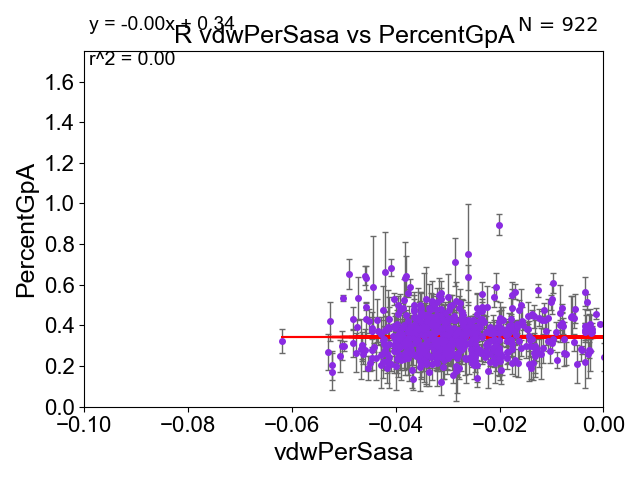 y = -0.00x + 0.34
N = 922
R vdwPerSasa vs PercentGpA
r^2 = 0.00
PercentGpA
1.6
1.4
1.2
1.0
0.8
0.6
0.4
0.2
0.0
−0.10 −0.08 −0.06 −0.04 −0.02 0.00
vdwPerSasa